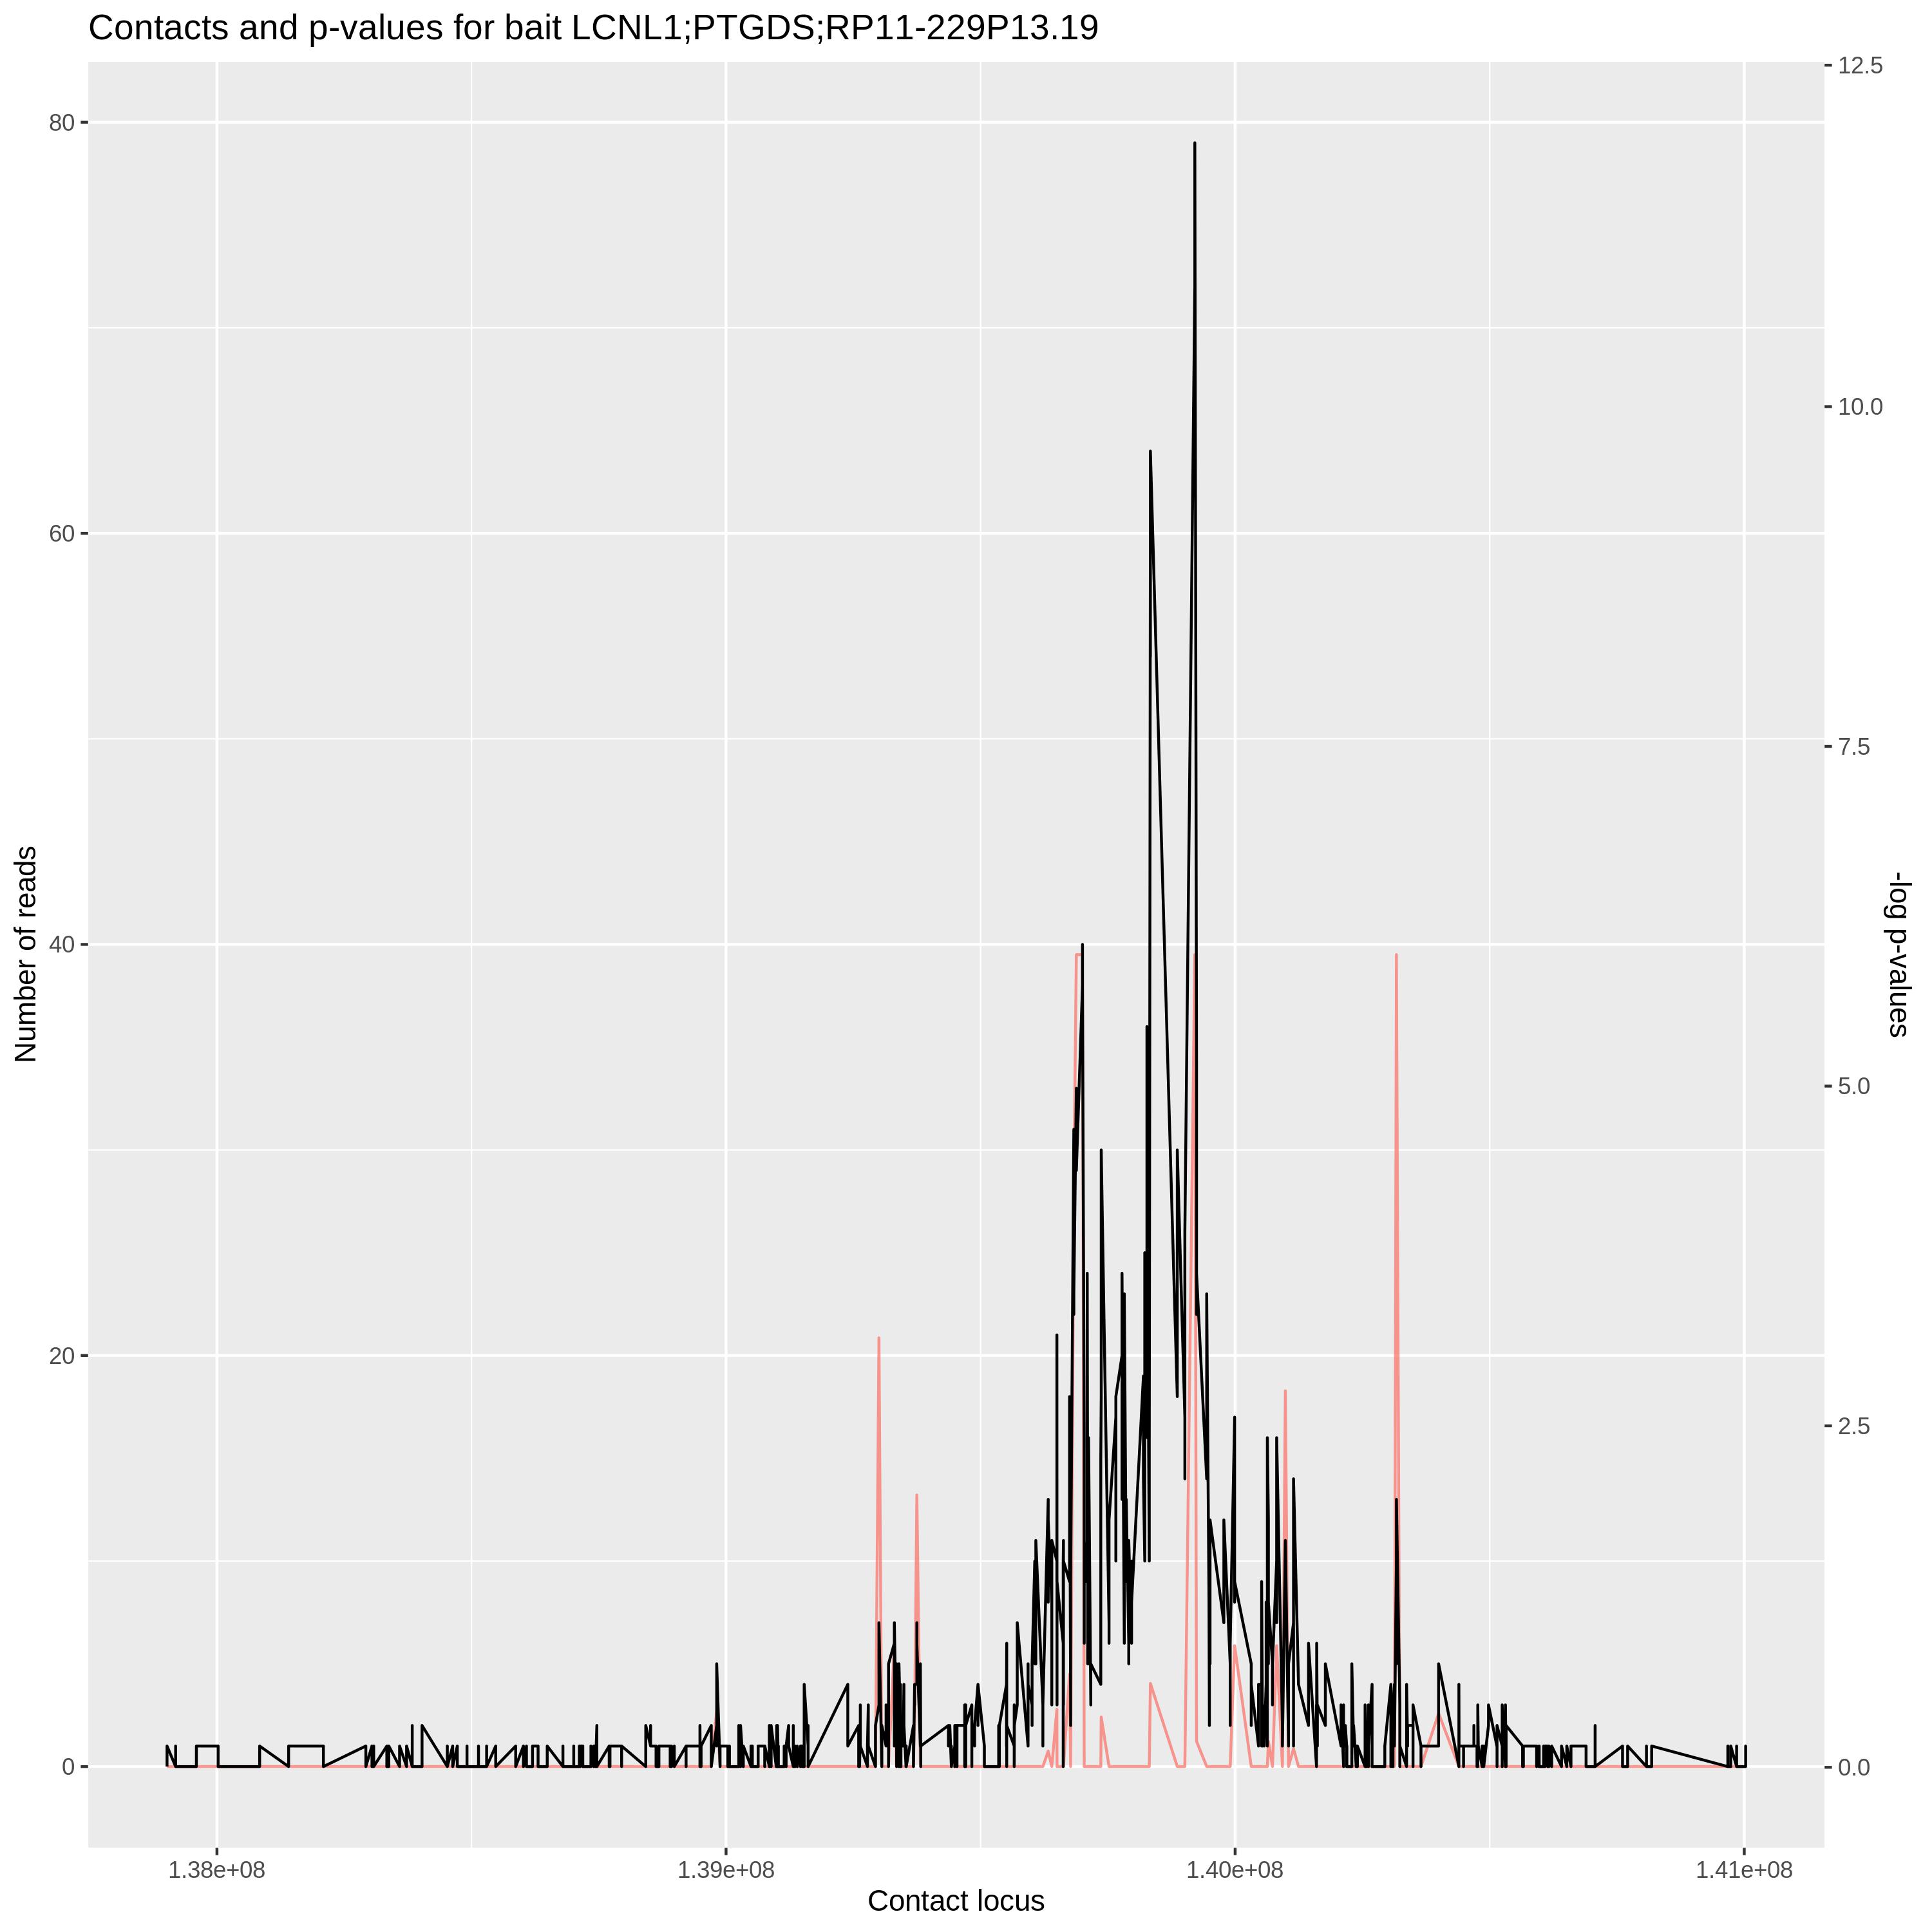 Contacts and p-values for bait LCNL1;PTGDS;RP11-229P13.19
80
60
40
20
0
Number of reads
12.5
10.0
7.5
5.0
2.5
0.0
-log p-values
1.38e+08
1.39e+08
1.40e+08
1.41e+08
Contact locus